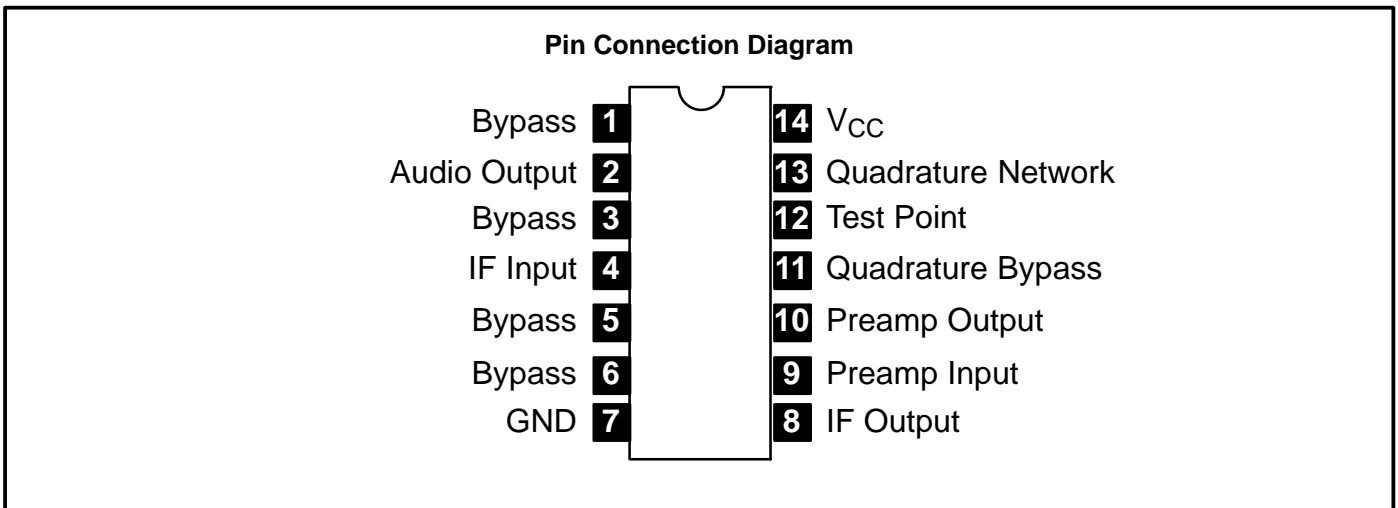 Pin Connection Diagram
Bypass 1 14 VCC
Audio Output 2 13 Quadrature Network
Bypass 3 12 Test Point
IF Input 4 11 Quadrature Bypass
Bypass 5 10 Preamp Output
Bypass 6 9 Preamp Input
GND 7 8 IF Output